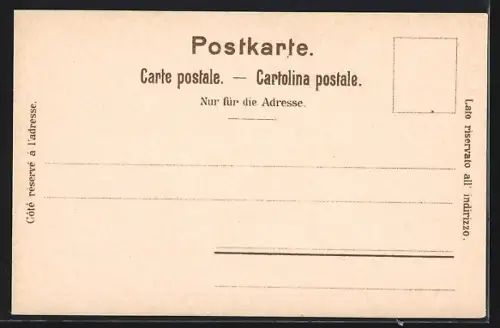 Postkarte.
Carte postale. — Cartolina postale.
Nur für die Adresse.
Côté réservé à l'adresse.
Lato riservato all' indirizzo.